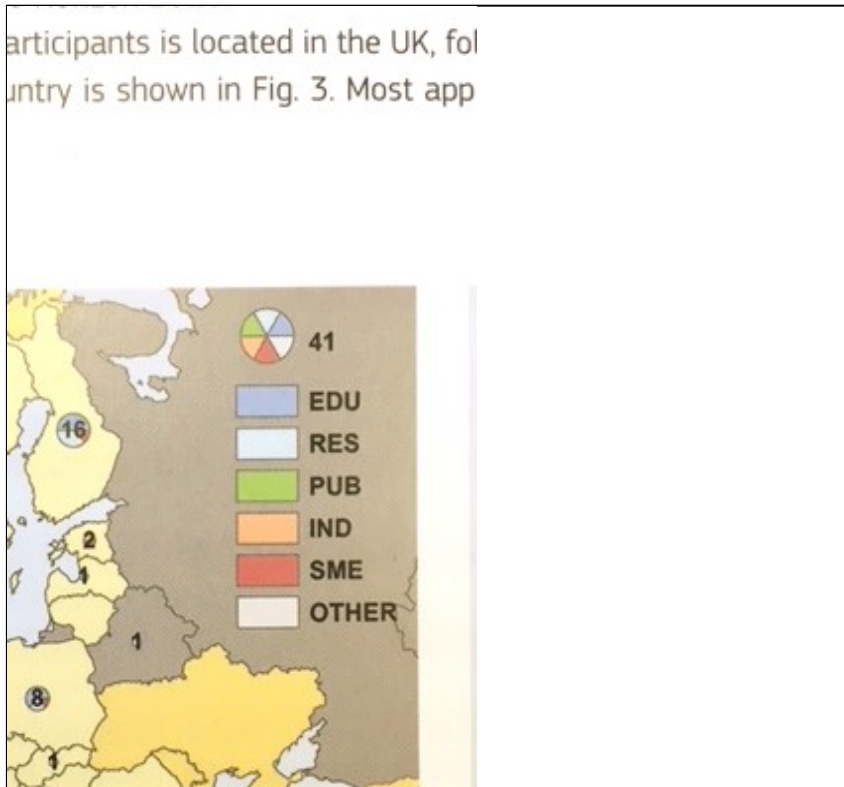 articipants is located in the UK, fol
untry is shown in Fig. 3. Most app
41
EDU
RES
PUB
IND
SME
OTHER
16
2
1
1
8
1